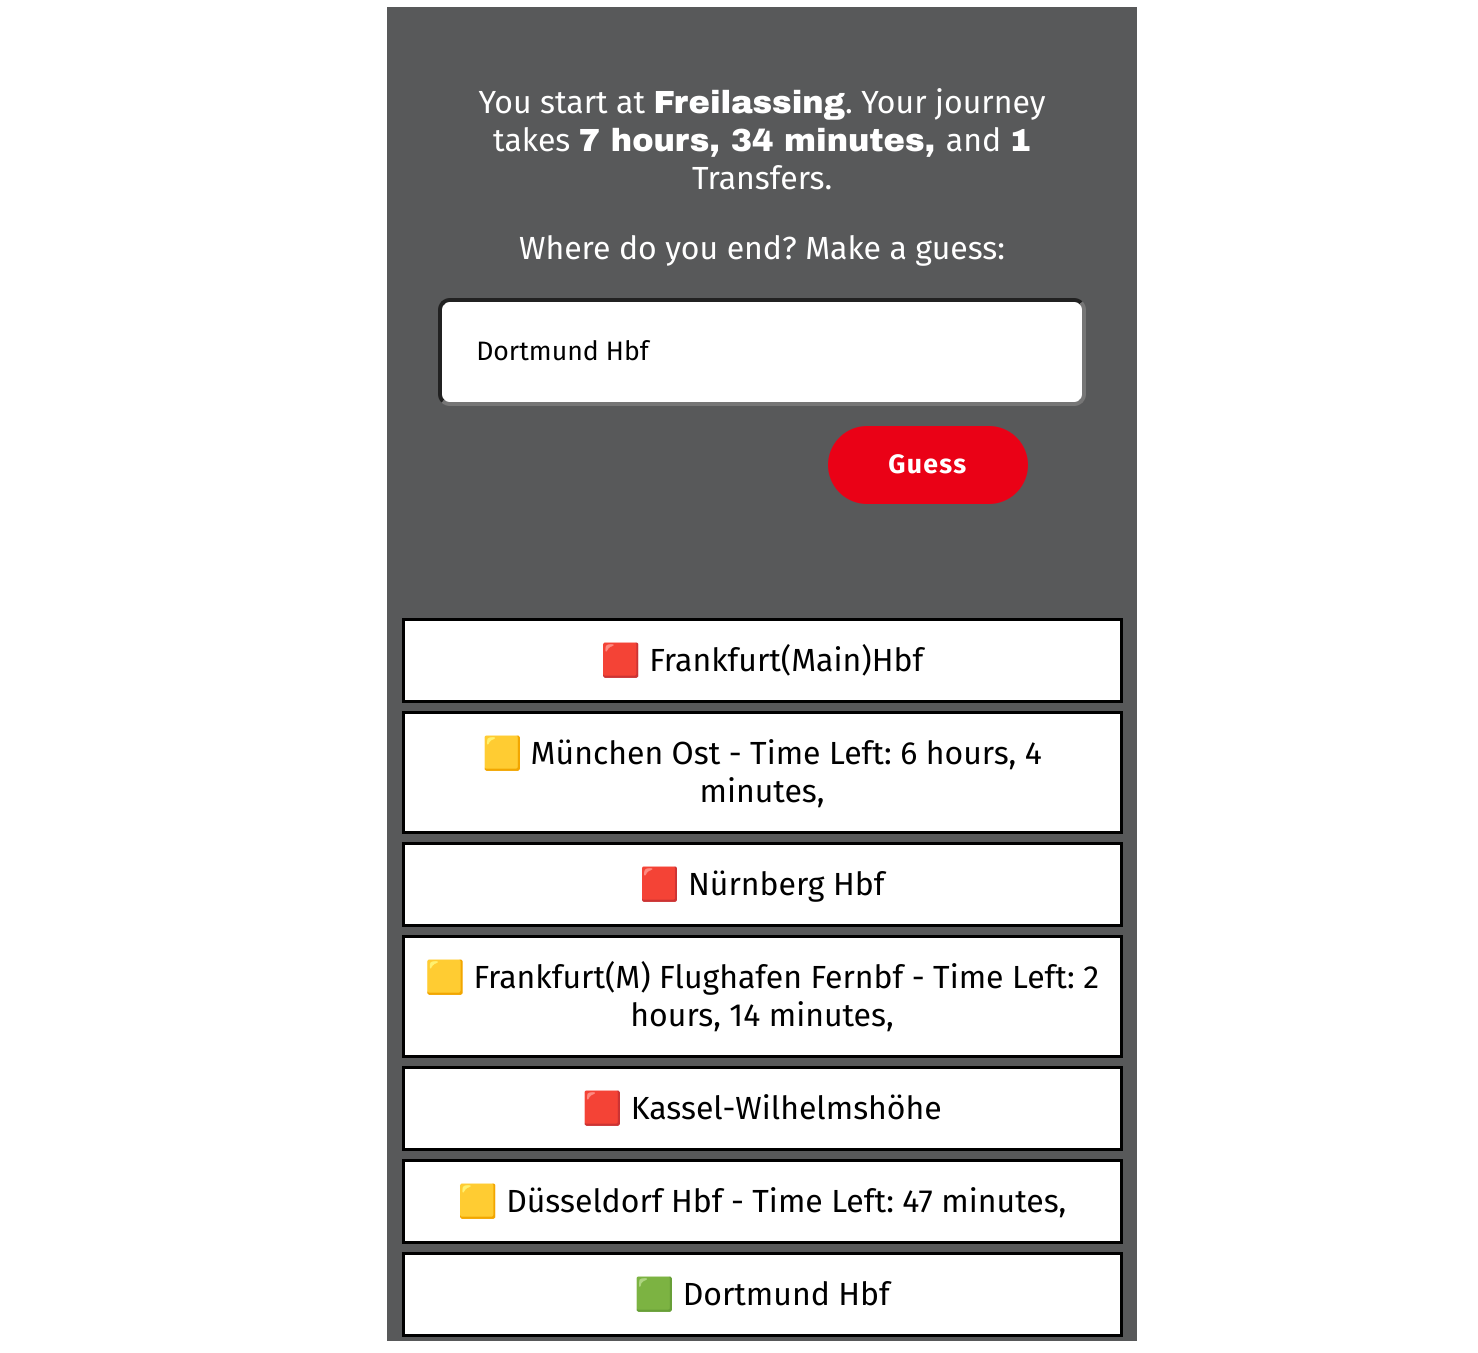 You start at Freilassing. Your journey
takes 7 hours, 34 minutes, and 1
Transfers.
Where do you end? Make a guess:
Dortmund Hbf
Guess
Frankfurt(Main)Hbf
München Ost - Time Left: 6 hours, 4
minutes,
Nürnberg Hbf
Frankfurt(M) Flughafen Fernbf - Time Left: 2
hours, 14 minutes,
Kassel-Wilhelmshöhe
Düsseldorf Hbf - Time Left: 47 minutes,
Dortmund Hbf